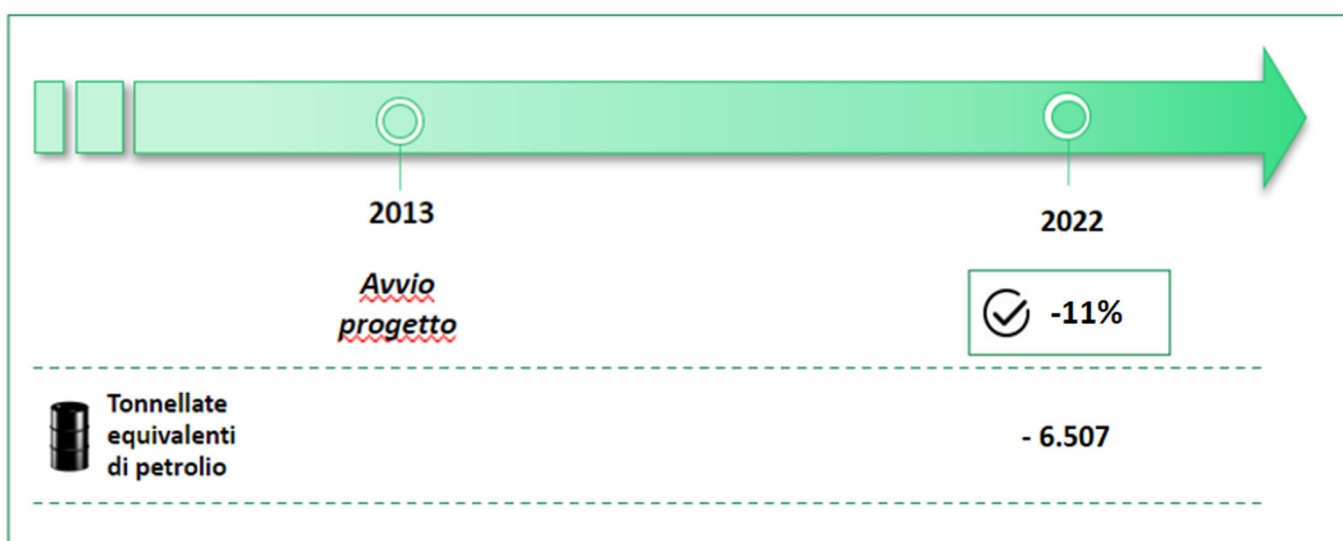 2013
2022
Avvio
progetto
-11%
Tonnellate
equivalenti
di petrolio
- 6.507